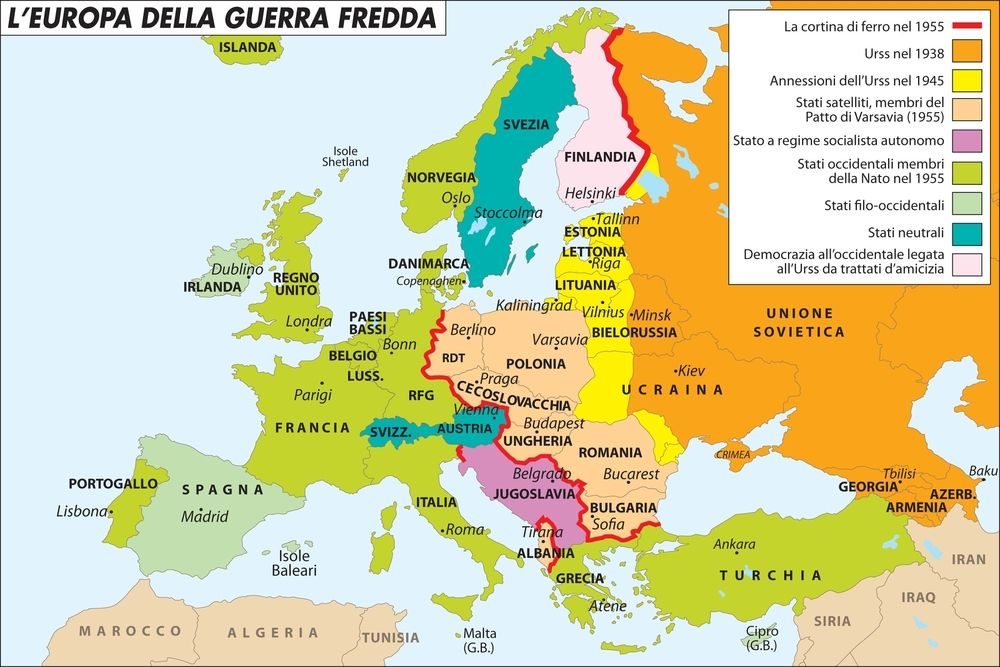 L'EUROPA DELLA GUERRA FREDDA
La cortina di ferro nel 1955
Urss nel 1938
Annessioni dell'Urss nel 1945
Stati satelliti, membri del
Patto di Varsavia (1955)
Stato a regime socialista autonomo
Stati occidentali membri
della Nato nel 1955
Stati filo-occidentali
Stati neutrali
Democrazia all'occidentale legata
all'Urss da trattati d'amicizia
ISLANDA
SVEZIA
Isole
Shetland
FINLANDIA
NORVEGIA
Oslo
Helsinki
Stoccolma
Tallinn
ESTONIA
LETTONIA
Riga
DANIMARCA
Copenaghen
Dublino
IRLANDA
REGNO
UNITO
LITUANIA
Kaliningrad
Vilnius
Minsk
BIELORUSSIA
UNIONE
SOVIETICA
Londra
PAESI
BASSI
Bonn
BELGIO
LUSS.
Berlino
RDT
Varsavia
POLONIA
Praga
CECOSLOVACCHIA
Kiev
UCRAINA
Parigi
RFG
FRANCIA
Vienna
SVIZZ.
AUSTRIA
Budapest
UNGHERIA
ROMANIA
CRIMEA
Belgrado
JUGOSLAVIA
Bucarest
Tbilisi
Baku
GEORGIA
AZERB.
ARMENIA
PORTOGALLO
SPAGNA
Lisbona
Madrid
ITALIA
Roma
BULGARIA
Sofia
Tirana
ALBANIA
Ankara
TURCHIA
IRAN
Isole
Baleari
GRECIA
Atene
IRAQ
SIRIA
MAROCCO
ALGERIA
TUNISIA
Malta
(G.B.)
Cipro
(G.B.)